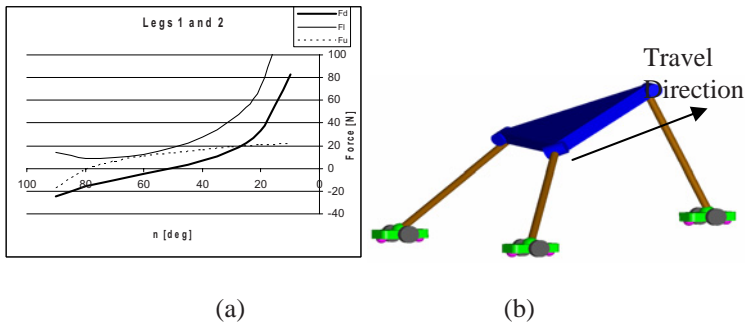 Legs 1 and 2
Fd
Fl
Fu
100
80
60
40
20
0
-20
-40
100 80 60 40 20 0
Force [N]
n [deg]
Travel
Direction
(a) (b)